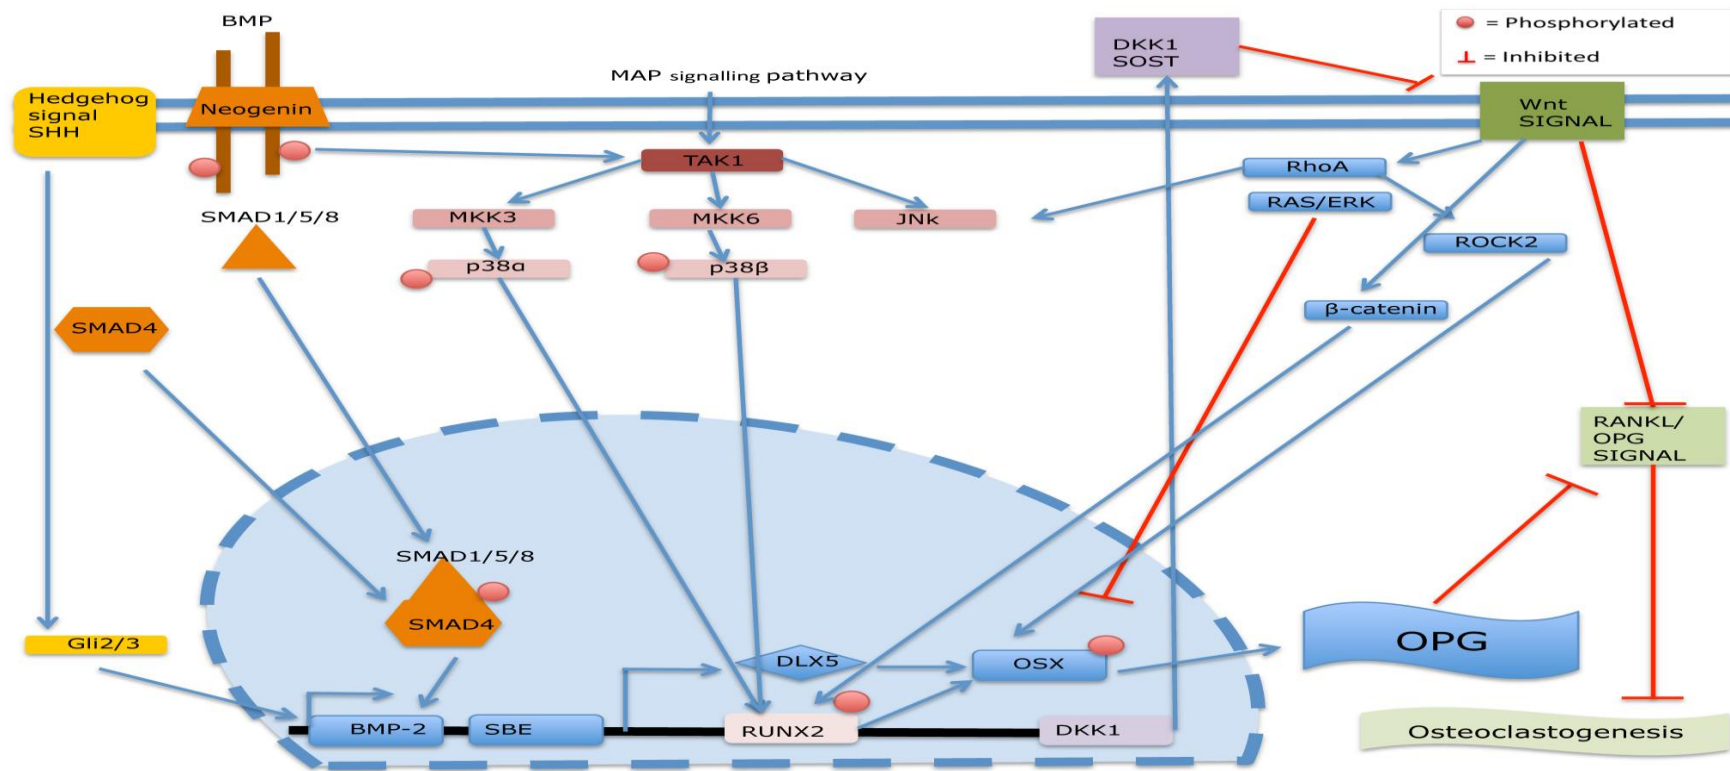 BMP
= Phosphorylated
DKK1
SOST
= Inhibited
MAP signalling pathway
Hedgehog
signal
SHH
Neogenin
Wnt
SIGNAL
TAK1
RhoA
SMAD1/5/8
MKK3
MKK6
JNk
RAS/ERK
ROCK2
p38α
p38β
β-catenin
SMAD4
RANKL/
OPG
SIGNAL
SMAD1/5/8
SMAD4
Gli2/3
DLX5
OSX
OPG
BMP-2
SBE
RUNX2
DKK1
Osteoclastogenesis